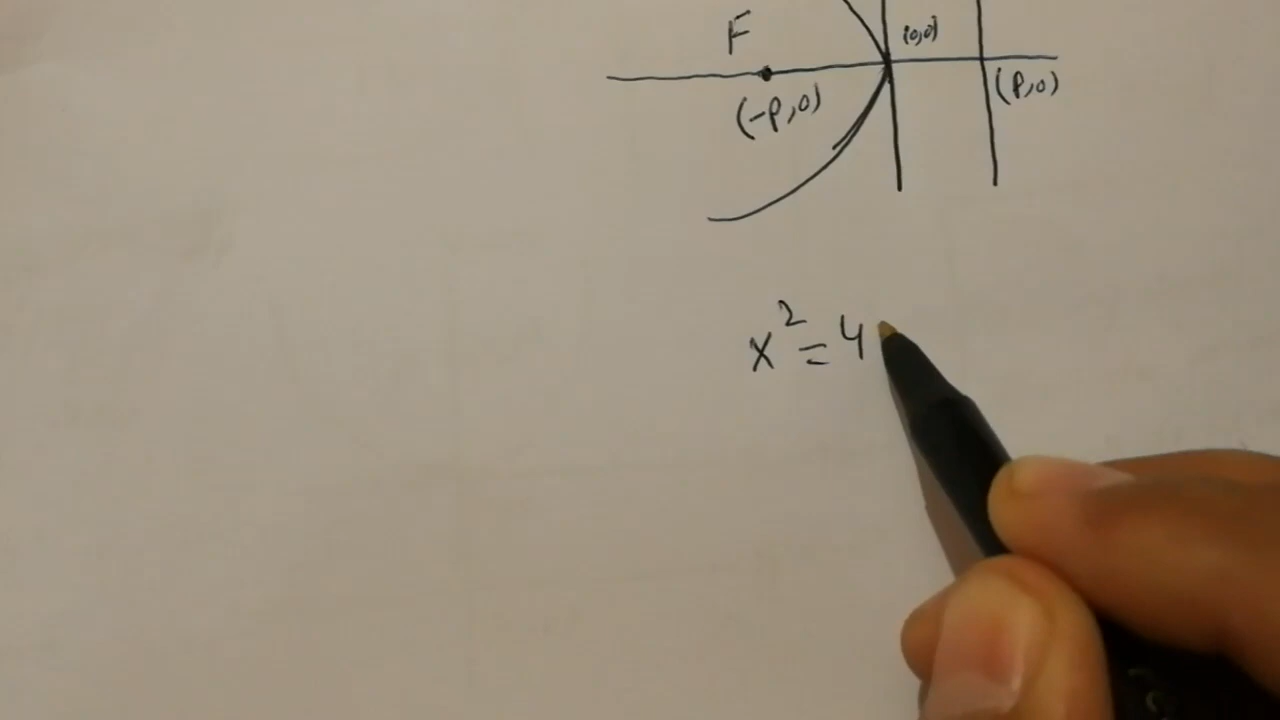 F
(0,0)
(-P,0)
(P,0)
x² = 4